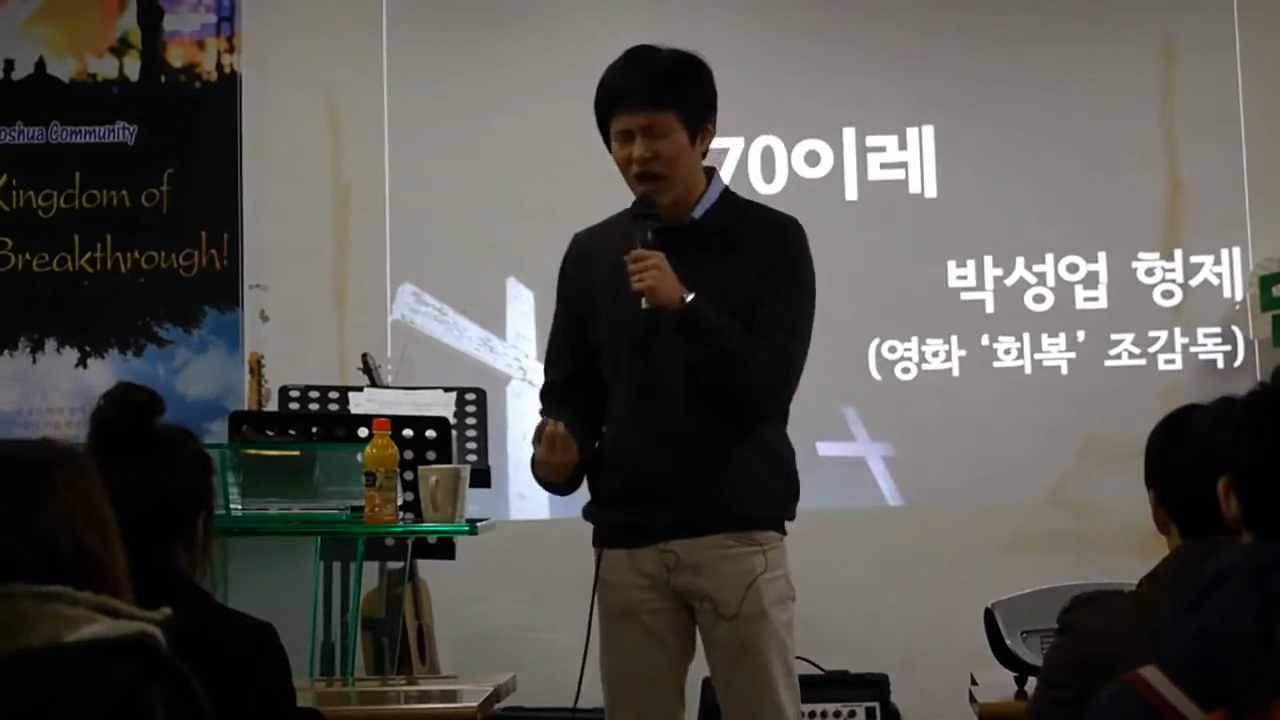 oshua Community
Kingdom of
Breakthrough!
70이레
박성업 형제
(영화 ‘회복’ 조감독)